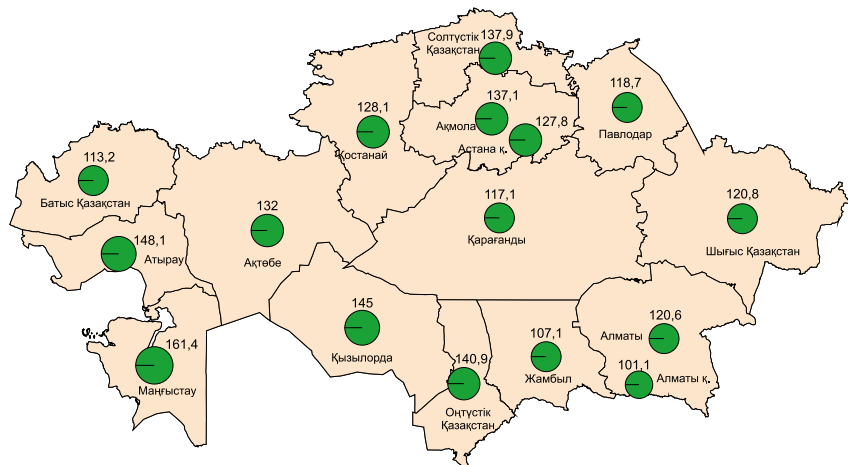 Солтүстік 137,9
Қазақстан
137,1
Ақмола
127,8
Астана қ.
118,7
Павлодар
128,1
Қостанай
113,2
Батыс Қазақстан
132
Ақтөбе
117,1
Қарағанды
120,8
Шығыс Қазақстан
148,1
Атырау
145
Қызылорда
161,4
Маңғыстау
140,9
Оңтүстік
Қазақстан
107,1
Жамбыл
120,6
Алматы
101,1
Алматы қ.